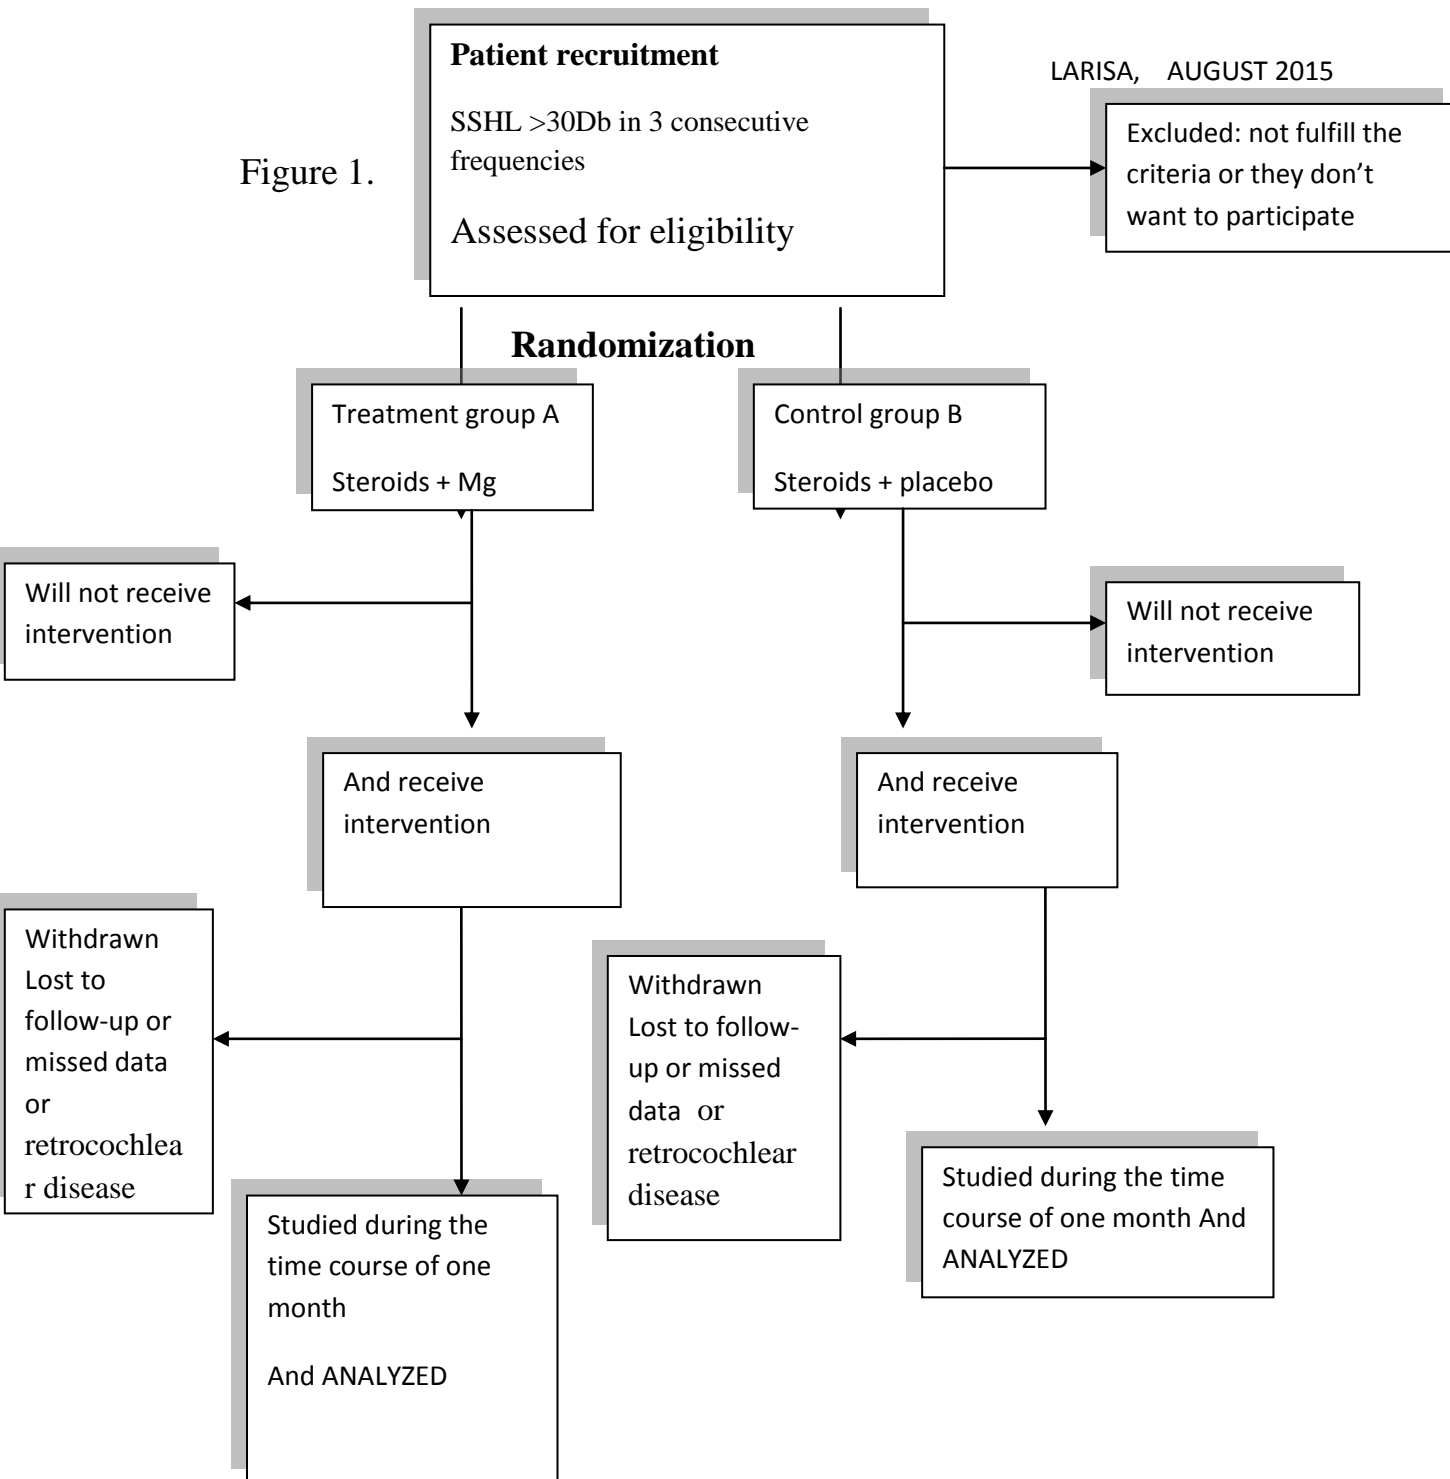 Patient recruitment
SSHL >30Db in 3 consecutive
frequencies
Assessed for eligibility
LARISA, AUGUST 2015
Excluded: not fulfill the
criteria or they don’t
want to participate
Figure 1.
Randomization
Treatment group A
Steroids + Mg
Control group B
Steroids + placebo
Will not receive
intervention
Will not receive
intervention
And receive
intervention
And receive
intervention
Withdrawn
Lost to
follow-up or
missed data
or
retrocochlea
r disease
Withdrawn
Lost to follow-
up or missed
data or
retrocochlear
disease
Studied during the
time course of one
month
And ANALYZED
Studied during the time
course of one month And
ANALYZED